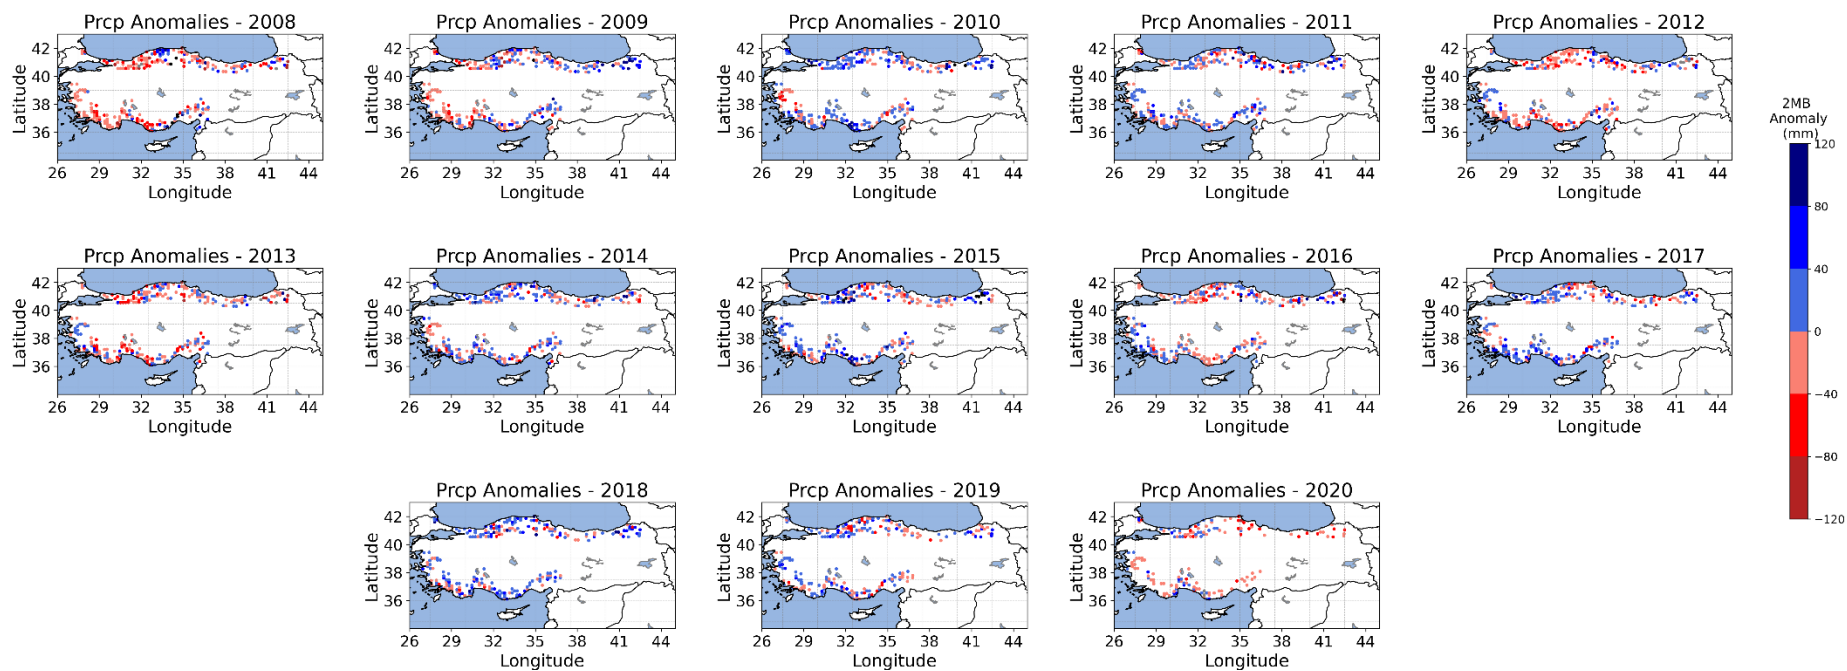 Prcp Anomalies - 2008
42
40
38
36
Latitude
26 29 32 35 38 41 44
Longitude
Prcp Anomalies - 2009
42
40
38
36
Latitude
26 29 32 35 38 41 44
Longitude
Prcp Anomalies - 2010
42
40
38
36
Latitude
26 29 32 35 38 41 44
Longitude
Prcp Anomalies - 2011
42
40
38
36
Latitude
26 29 32 35 38 41 44
Longitude
Prcp Anomalies - 2012
42
40
38
36
Latitude
26 29 32 35 38 41 44
Longitude
2MB
Anomaly
(mm)
120
80
40
0
−40
−80
−120
Prcp Anomalies - 2013
42
40
38
36
Latitude
26 29 32 35 38 41 44
Longitude
Prcp Anomalies - 2014
42
40
38
36
Latitude
26 29 32 35 38 41 44
Longitude
Prcp Anomalies - 2015
42
40
38
36
Latitude
26 29 32 35 38 41 44
Longitude
Prcp Anomalies - 2016
42
40
38
36
Latitude
26 29 32 35 38 41 44
Longitude
Prcp Anomalies - 2017
42
40
38
36
Latitude
26 29 32 35 38 41 44
Longitude
Prcp Anomalies - 2018
42
40
38
36
Latitude
26 29 32 35 38 41 44
Longitude
Prcp Anomalies - 2019
42
40
38
36
Latitude
26 29 32 35 38 41 44
Longitude
Prcp Anomalies - 2020
42
40
38
36
Latitude
26 29 32 35 38 41 44
Longitude